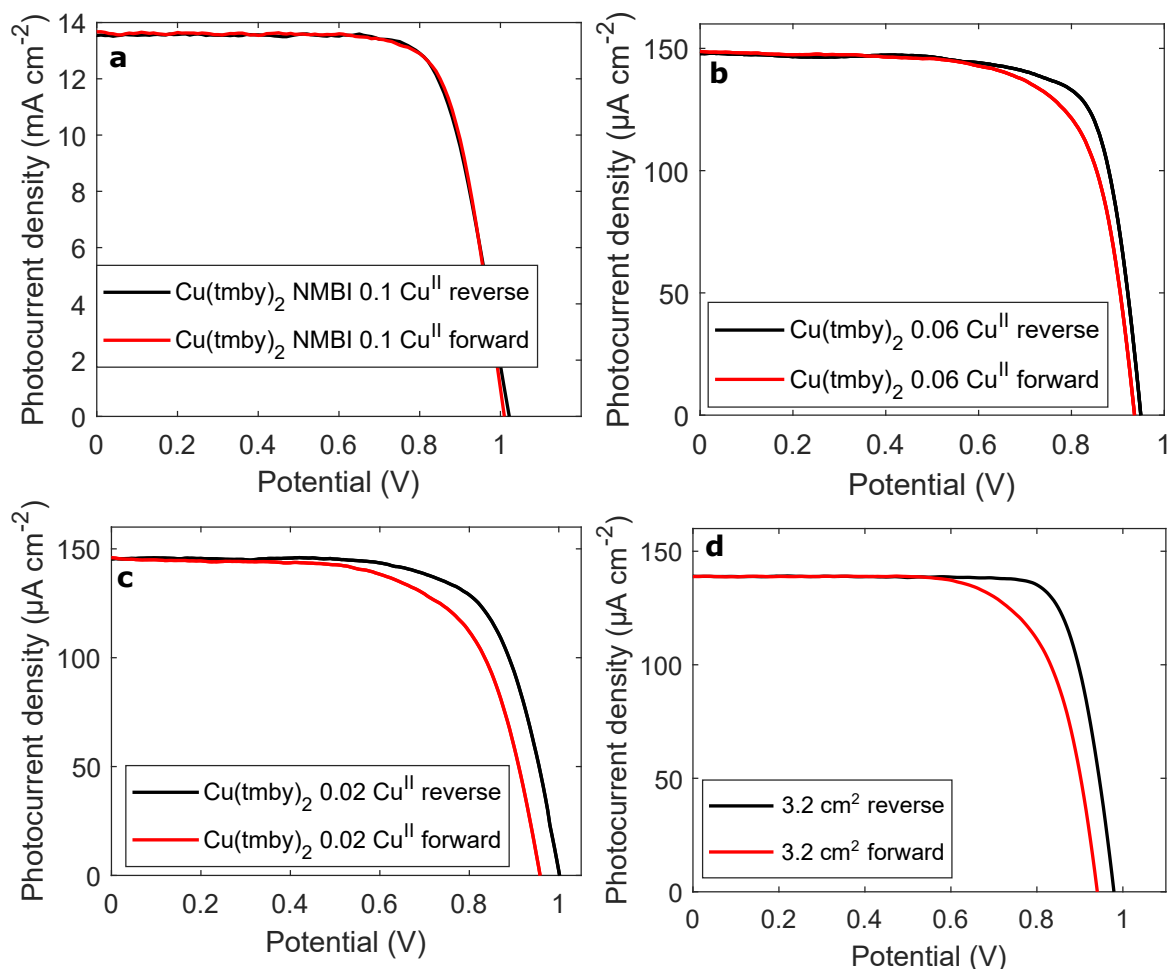 a
Photocurrent density (mA cm⁻²)
14
12
10
8
6
4
2
0
Cu(tmby)₂ NMBI 0.1 Cuᴵᴵ reverse
Cu(tmby)₂ NMBI 0.1 Cuᴵᴵ forward
0 0.2 0.4 0.6 0.8 1
Potential (V)
b
Photocurrent density (µA cm⁻²)
150
100
50
0
Cu(tmby)₂ 0.06 Cuᴵᴵ reverse
Cu(tmby)₂ 0.06 Cuᴵᴵ forward
0 0.2 0.4 0.6 0.8 1
Potential (V)
c
Photocurrent density (µA cm⁻²)
150
100
50
0
Cu(tmby)₂ 0.02 Cuᴵᴵ reverse
Cu(tmby)₂ 0.02 Cuᴵᴵ forward
0 0.2 0.4 0.6 0.8 1
Potential (V)
d
Photocurrent density (µA cm⁻²)
150
100
50
0
3.2 cm² reverse
3.2 cm² forward
0 0.2 0.4 0.6 0.8 1
Potential (V)